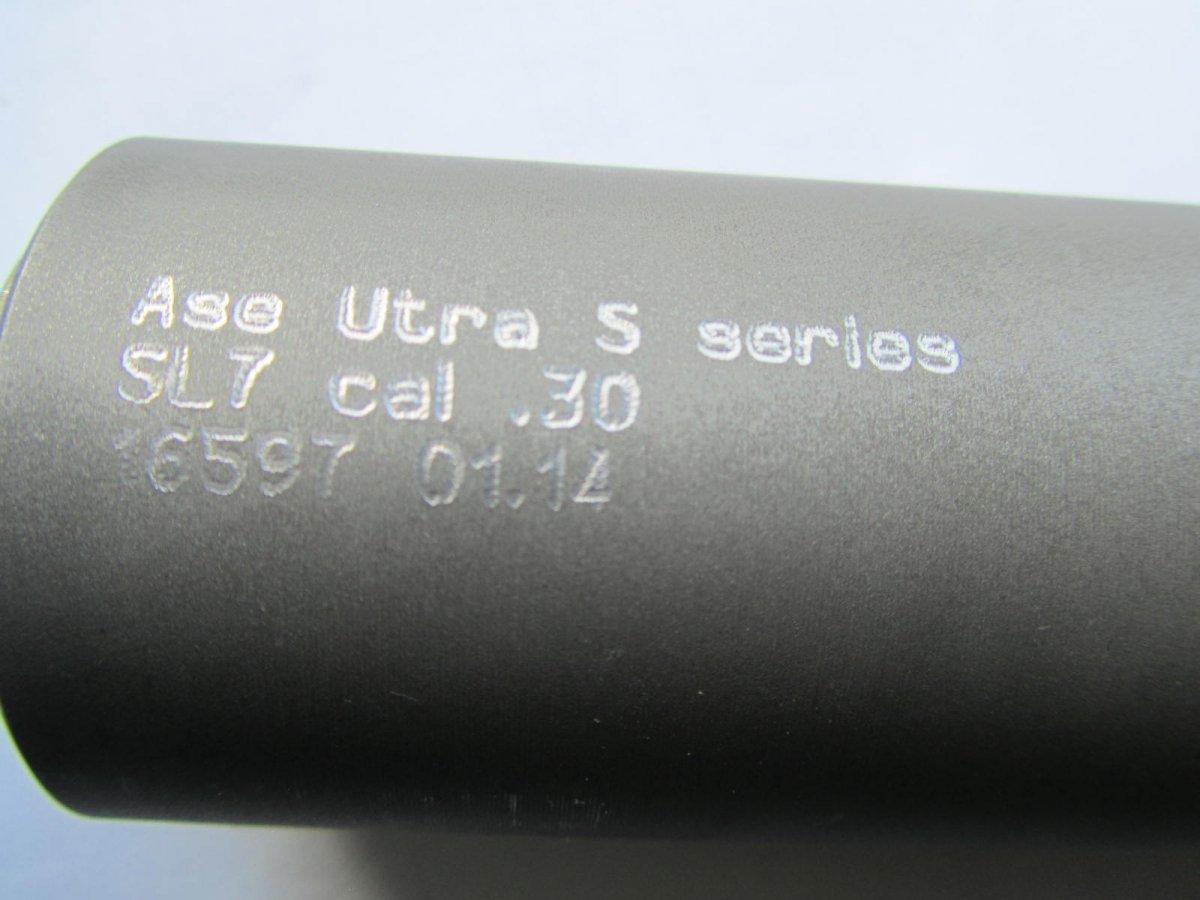 Ase Utra S series
SL7 cal .30
16597 01.14